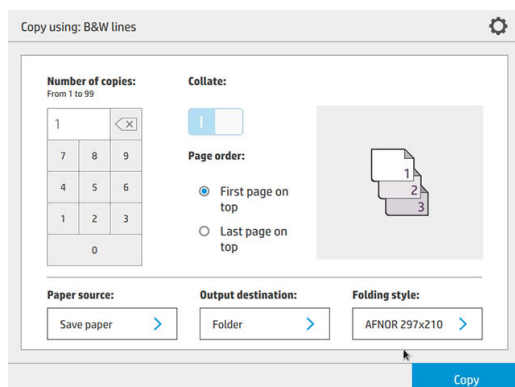 Copy using: B&W lines
Number of copies:
From 1 to 99
1
7 8 9
4 5 6
1 2 3
0
Collate:
Page order:
First page on
top
Last page on
top
1
2
3
Paper source:
Save paper
Output destination:
Folder
Folding style:
AFNOR 297x210
Copy